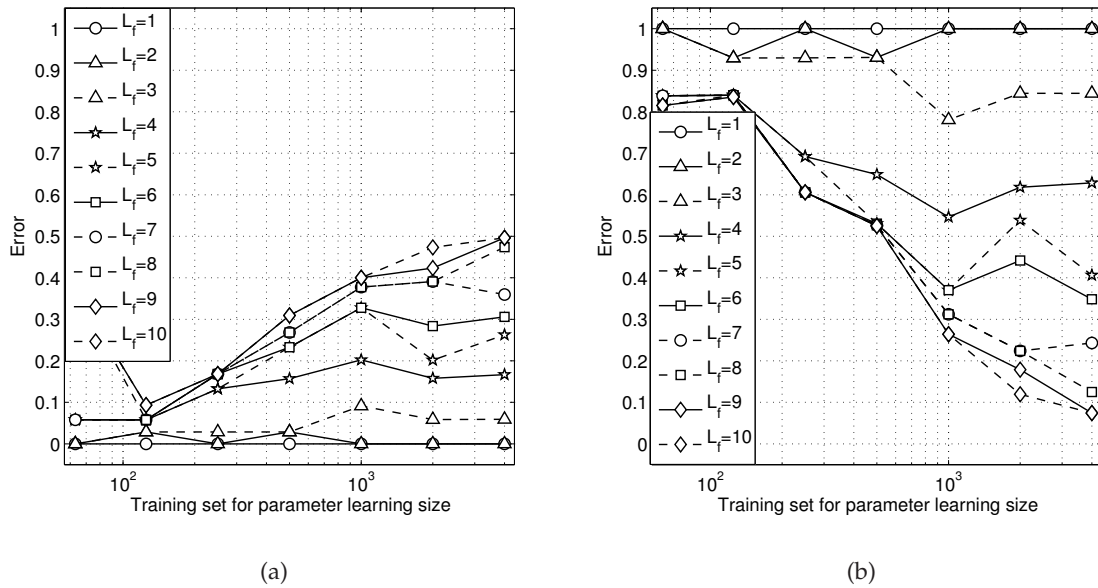 1
0.9
0.8
0.7
0.6
0.5
0.4
0.3
0.2
0.1
0
Error
L_f=1
L_f=2
L_f=3
L_f=4
L_f=5
L_f=6
L_f=7
L_f=8
L_f=9
L_f=10
10^2
10^3
Training set for parameter learning size
(a)
1
0.9
0.8
0.7
0.6
0.5
0.4
0.3
0.2
0.1
0
Error
L_f=1
L_f=2
L_f=3
L_f=4
L_f=5
L_f=6
L_f=7
L_f=8
L_f=9
L_f=10
10^2
10^3
Training set for parameter learning size
(b)